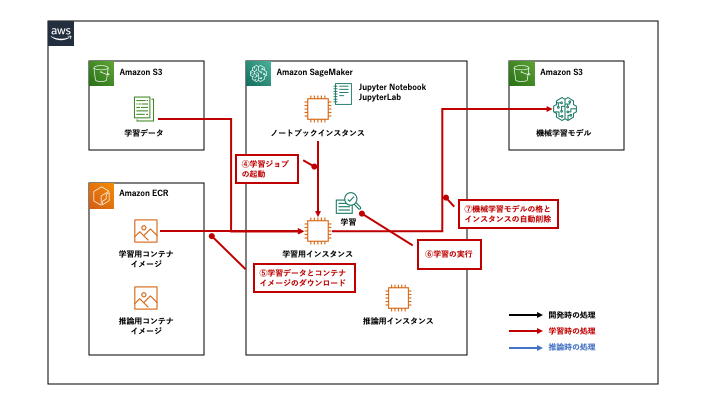 aws
Amazon S3
学習データ
Amazon ECR
学習用コンテナ
イメージ
推論用コンテナ
イメージ
Amazon SageMaker
Jupyter Notebook
JupyterLab
ノートブックインスタンス
④学習ジョブ
の起動
学習
学習用インスタンス
⑤学習データとコンテナ
イメージのダウンロード
⑥学習の実行
推論用インスタンス
Amazon S3
機械学習モデル
⑦機械学習モデルの格と
インスタンスの自動削除
開発時の処理
学習時の処理
推論時の処理